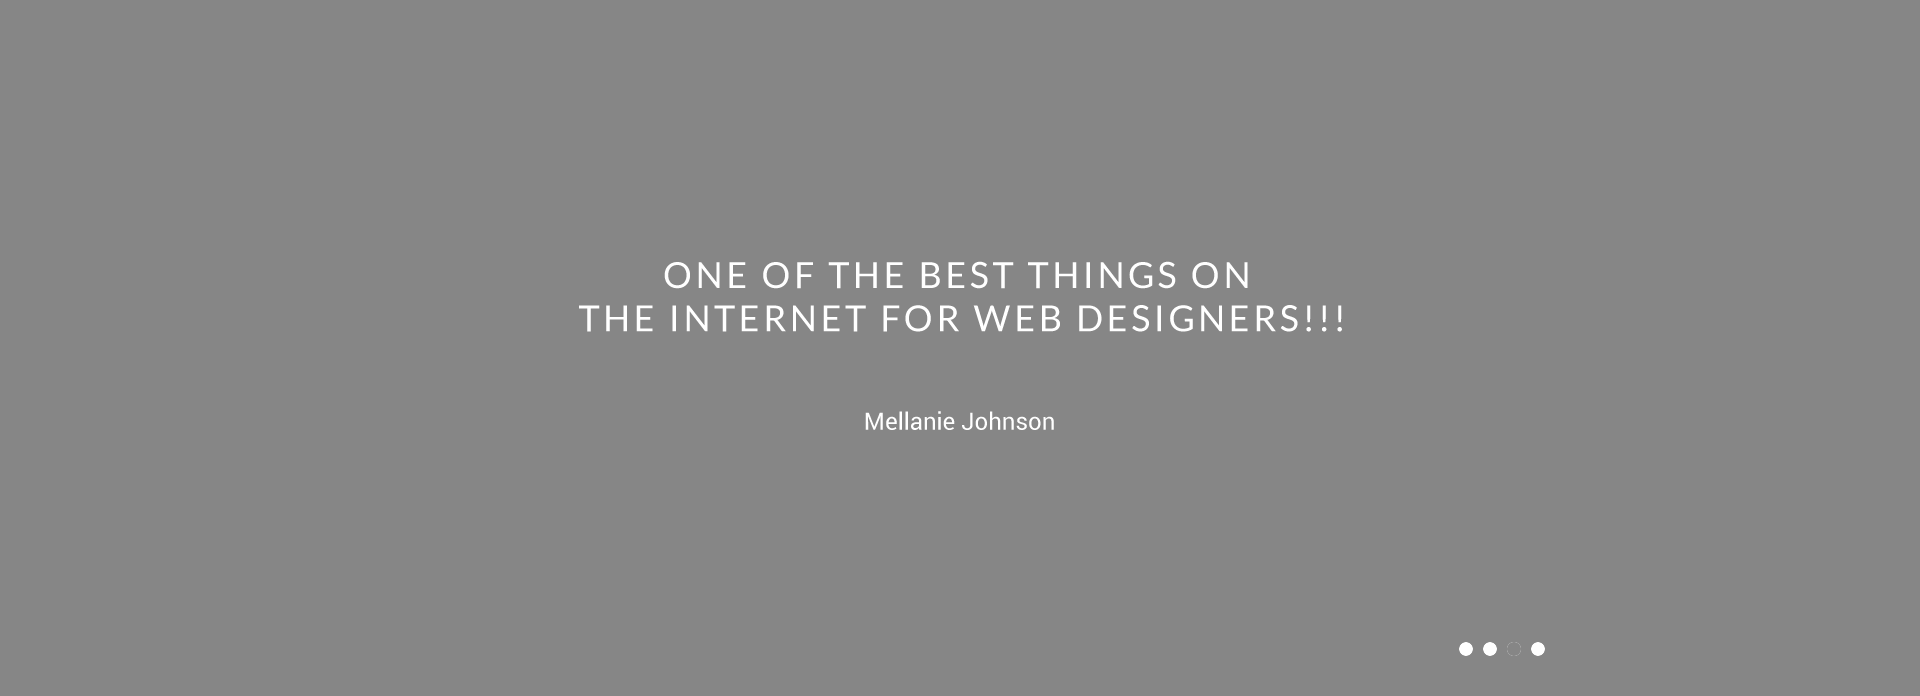 ONE OF THE BEST THINGS ON
THE INTERNET FOR WEB DESIGNERS!!!
Mellanie Johnson